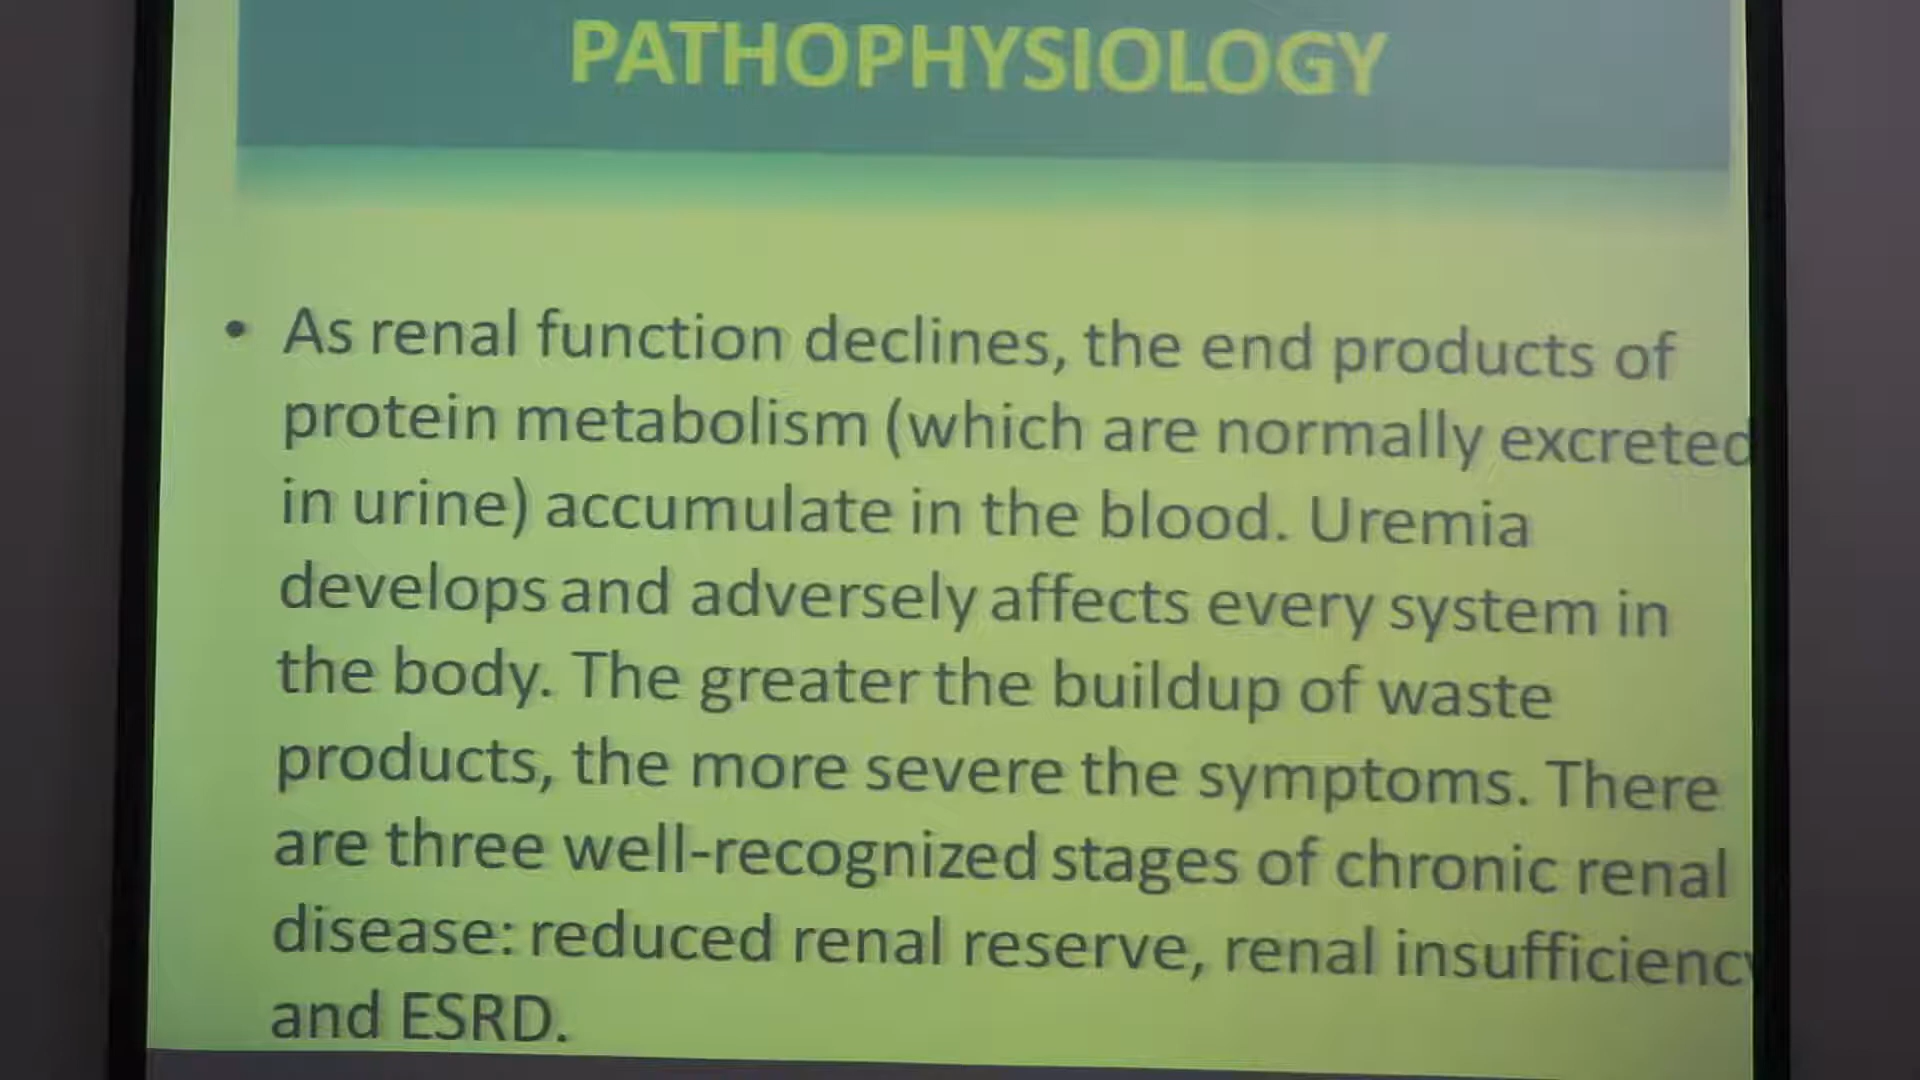 PATHOPHYSIOLOGY
• As renal function declines, the end products of
protein metabolism (which are normally excreted
in urine) accumulate in the blood. Uremia
develops and adversely affects every system in
the body. The greater the buildup of waste
products, the more severe the symptoms. There
are three well-recognized stages of chronic renal
disease: reduced renal reserve, renal insufficiency
and ESRD.